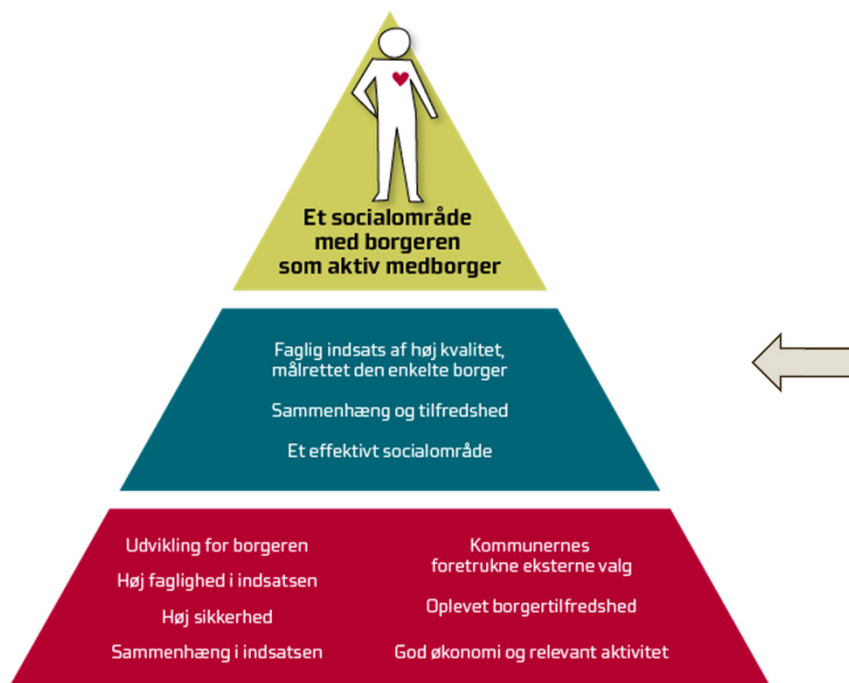 Et socialområde
med borgeren
som aktiv medborger
Faglig indsats af høj kvalitet,
målrettet den enkelte borger
Sammenhæng og tilfredshed
Et effektivt socialområde
Udvikling for borgeren
Høj faglighed i indsatsen
Høj sikkerhed
Sammenhæng i indsatsen
Kommunernes
foretrukne eksterne valg
Oplevet borgertilfredshed
God økonomi og relevant aktivitet